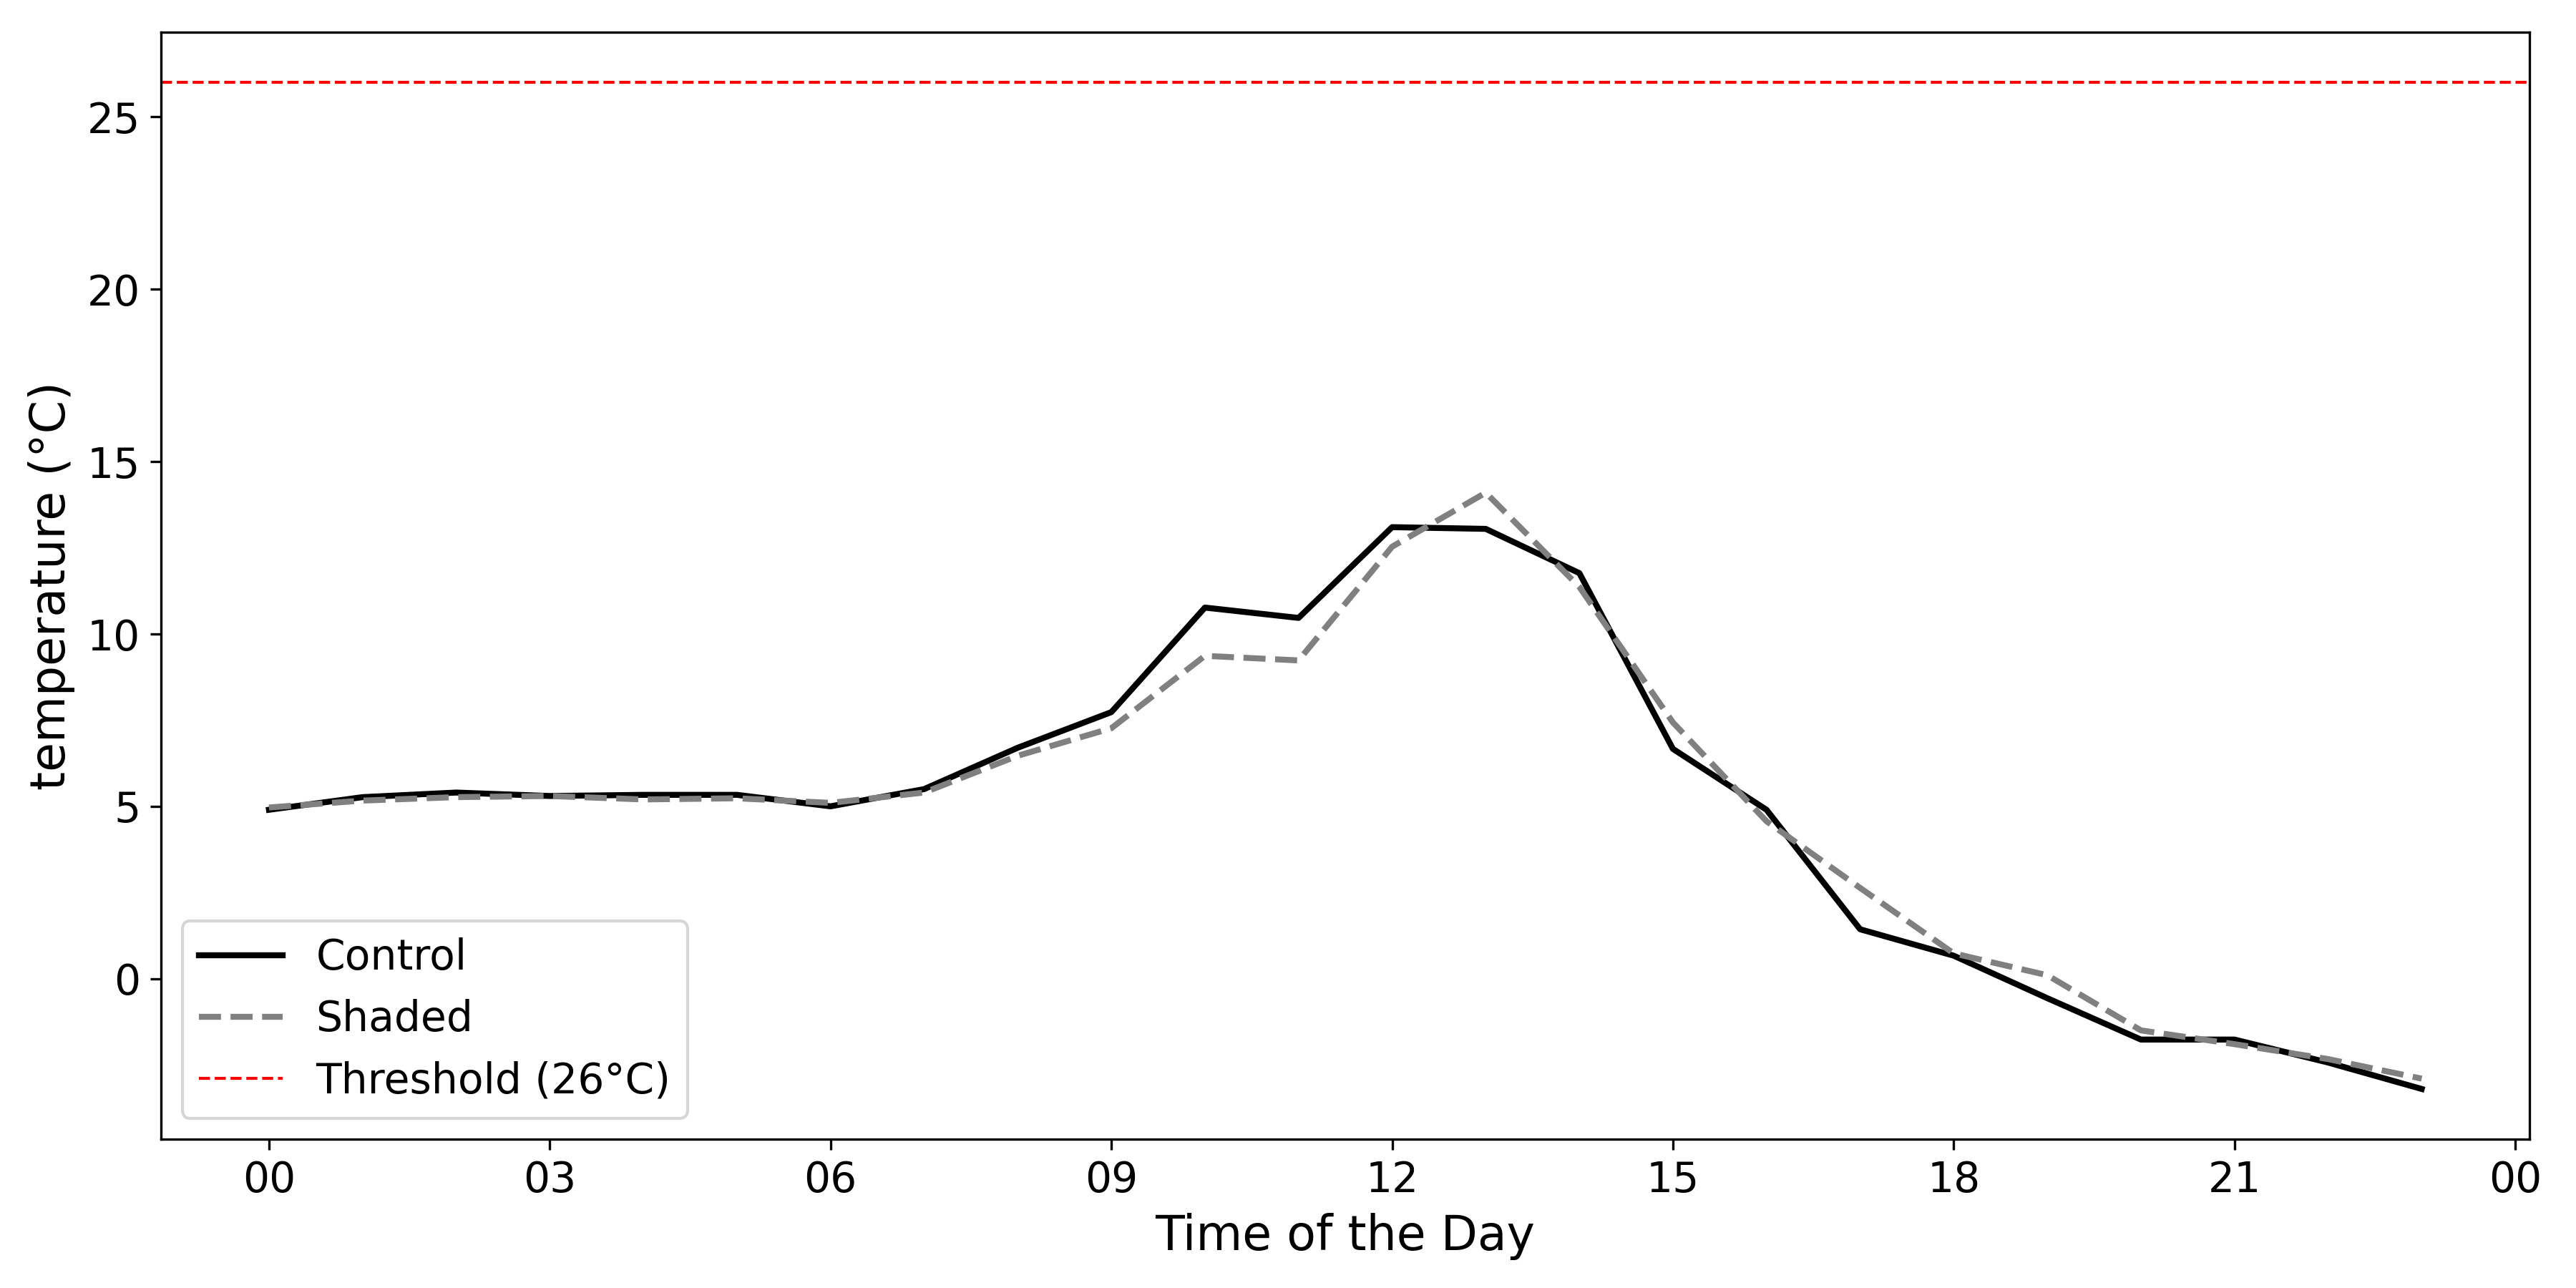 25
20
15
10
5
0
temperature (°C)
Control
Shaded
Threshold (26°C)
00 03 06 09 12 15 18 21 00
Time of the Day